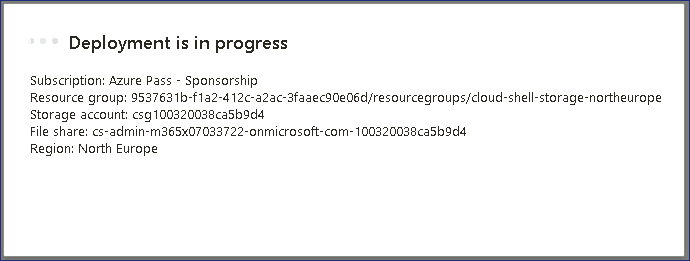 Deployment is in progress
Subscription: Azure Pass - Sponsorship
Resource group: 9537631b-f1a2-412c-a2ac-3faaec90e06d/resourcegroups/cloud-shell-storage-northeurope
Storage account: csg100320038ca5b9d4
File share: cs-admin-m365x07033722-onmicrosoft-com-100320038ca5b9d4
Region: North Europe